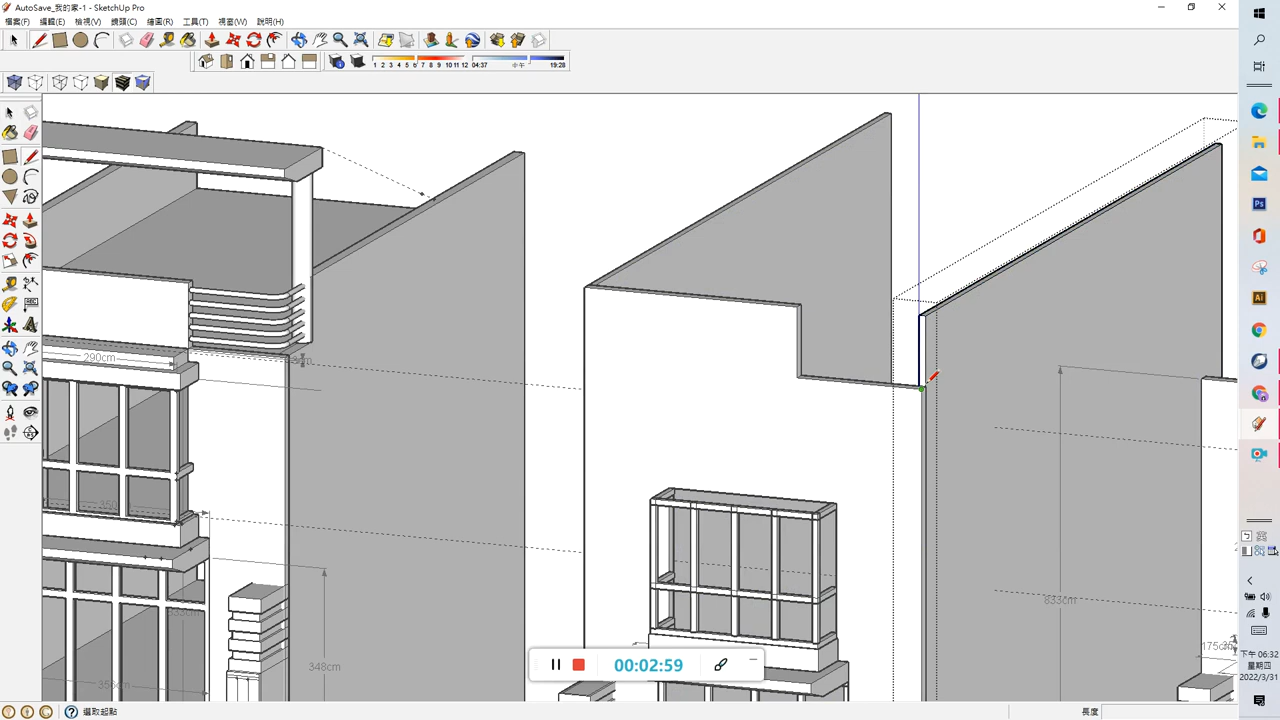 AutoSave_我的家-1 - SketchUp Pro
檔案(F) 編輯(E) 檢視(V) 鏡頭(C) 繪圖(R) 工具(T) 視窗(W) 說明(H)
1 2 3 4 5 6 7 8 9 10 11 12 04:37 中午 19:28
290cm
348cm
356cm
833cm
00:02:59
選取起點
長度
下午 06:32
星期四
2022/3/31